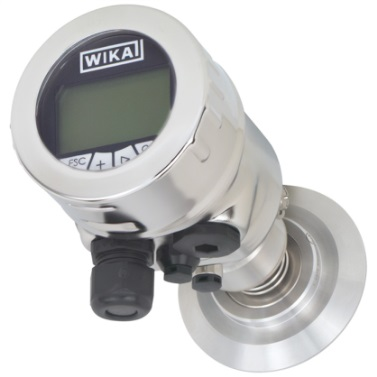 WIKA
ESC + ▷